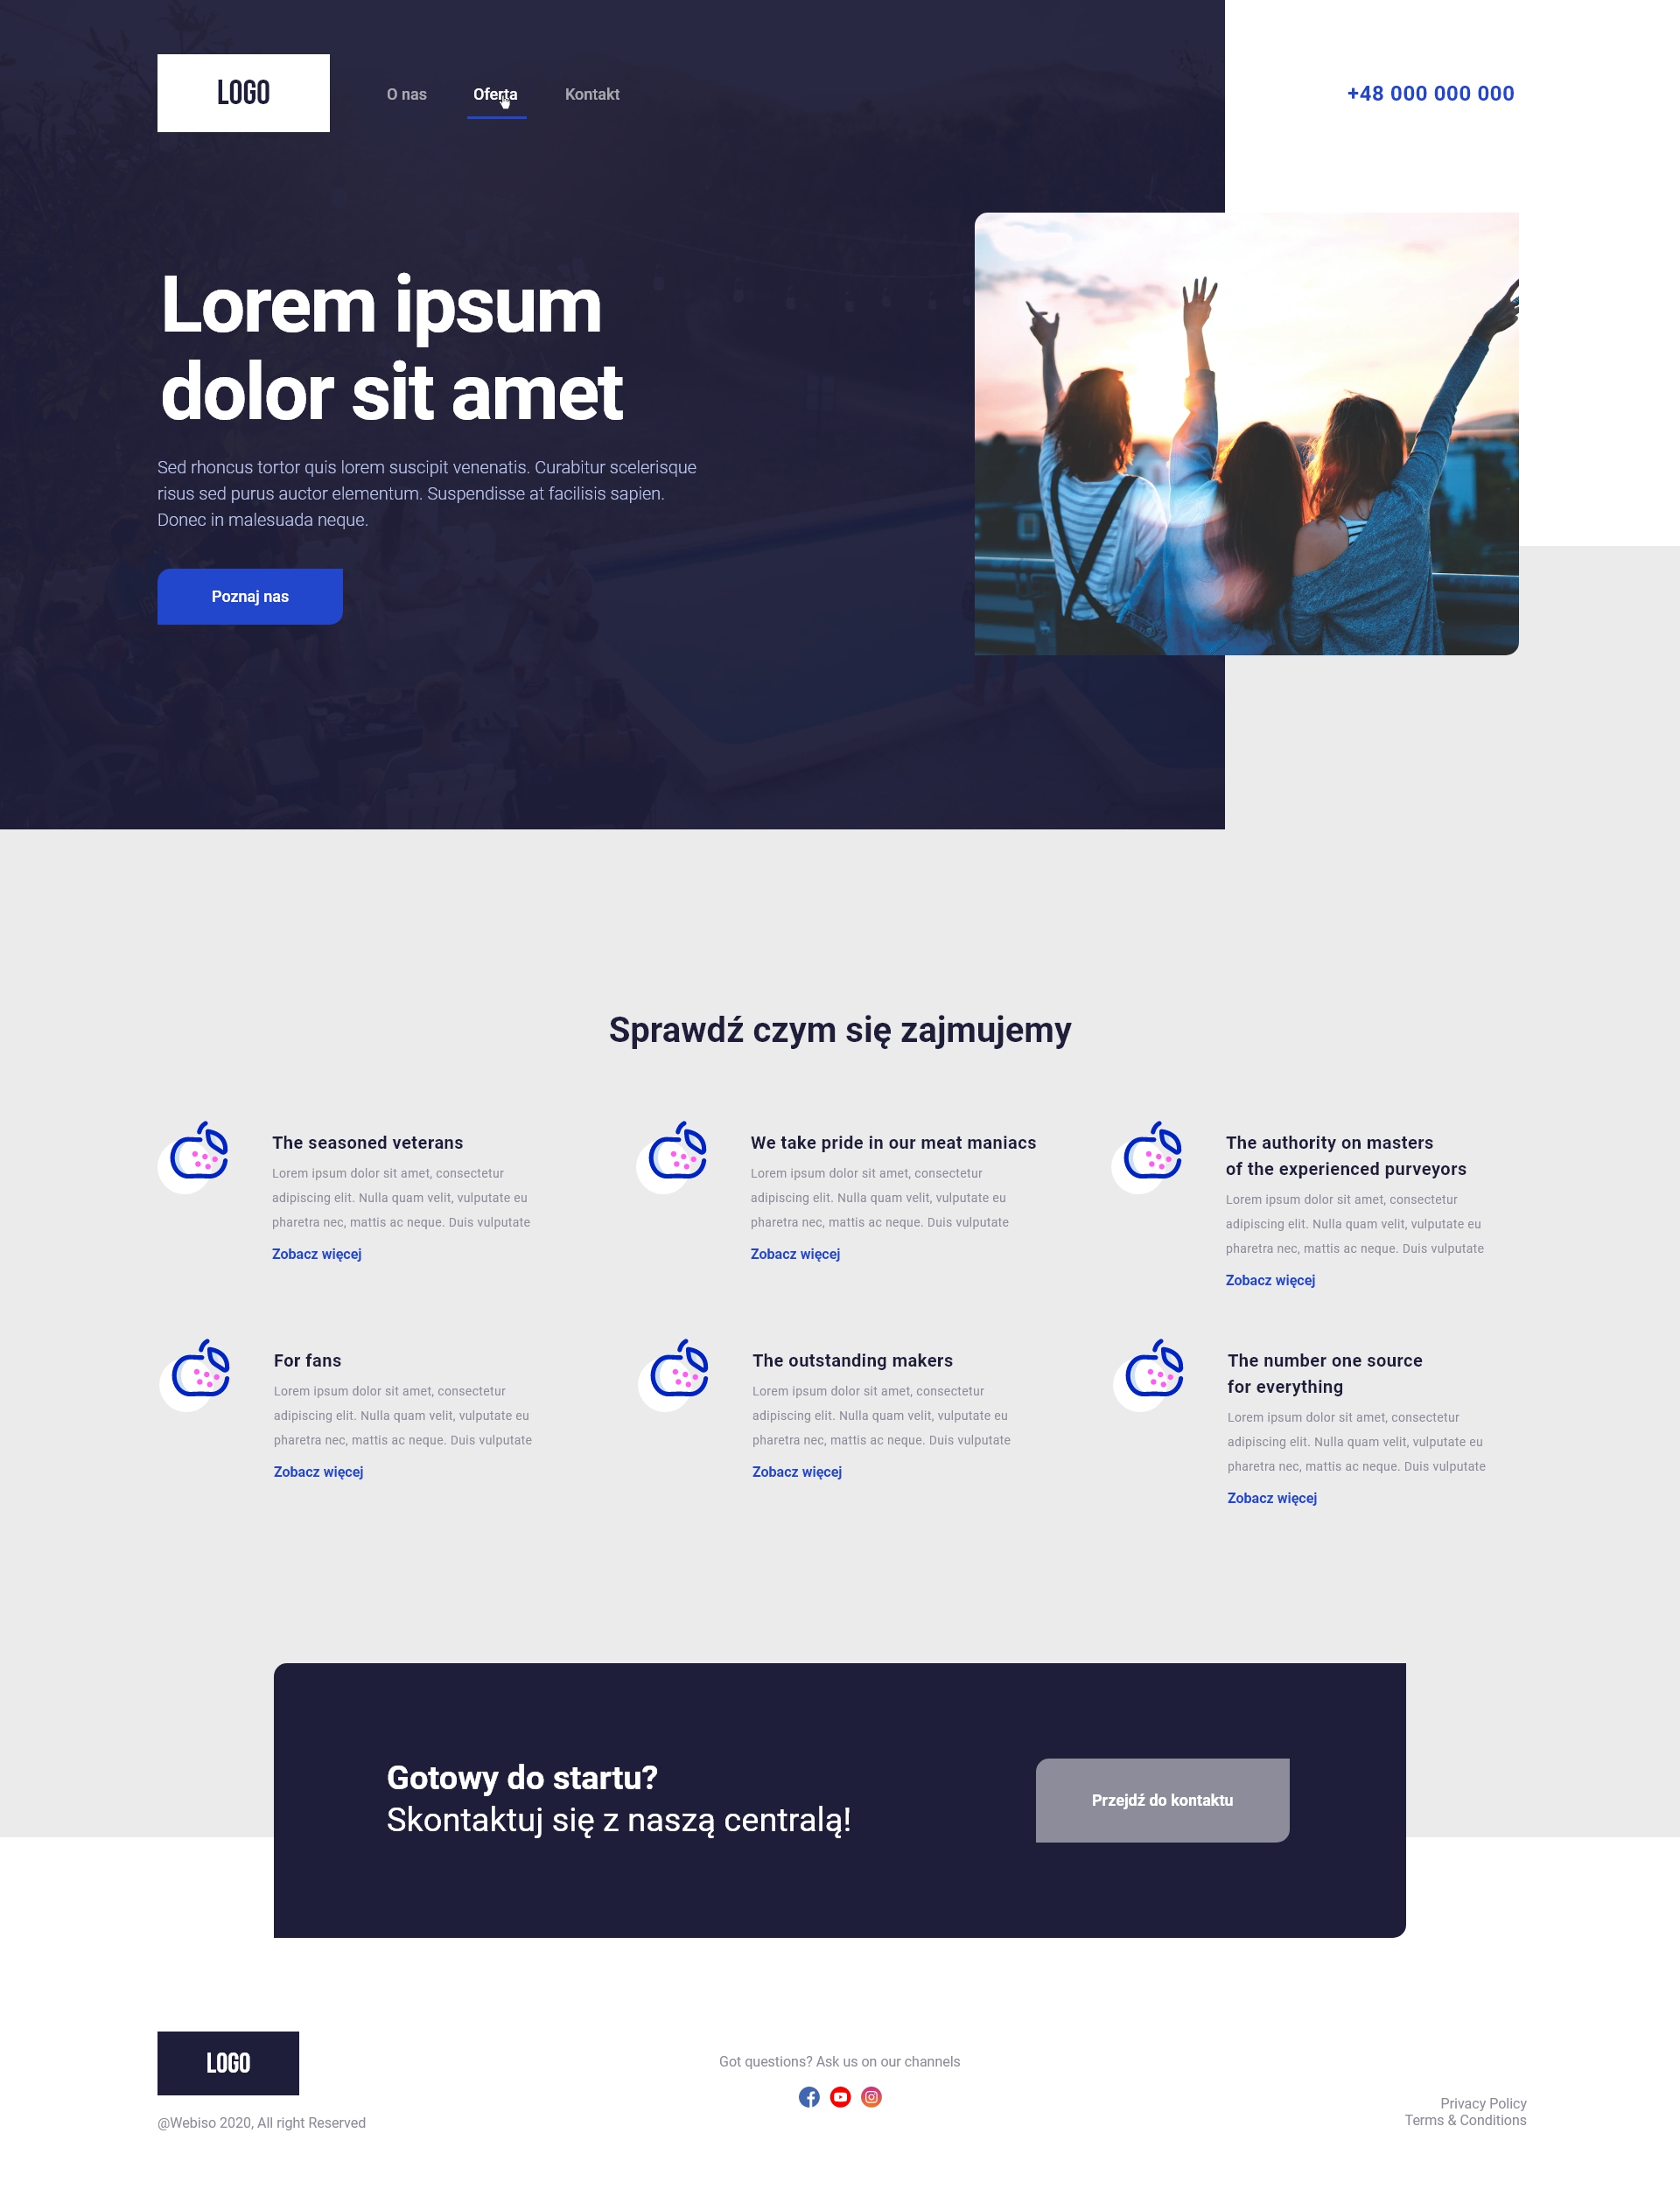 LOGO
O nas
Oferta
Kontakt
+48 000 000 000
Lorem ipsum
dolor sit amet
Sed rhoncus tortor quis lorem suscipit venenatis. Curabitur scelerisque
risus sed purus auctor elementum. Suspendisse at facilisis sapien.
Donec in malesuada neque.
Poznaj nas
Sprawdź czym się zajmujemy
The seasoned veterans
Lorem ipsum dolor sit amet, consectetur
adipiscing elit. Nulla quam velit, vulputate eu
pharetra nec, mattis ac neque. Duis vulputate
Zobacz więcej
We take pride in our meat maniacs
Lorem ipsum dolor sit amet, consectetur
adipiscing elit. Nulla quam velit, vulputate eu
pharetra nec, mattis ac neque. Duis vulputate
Zobacz więcej
The authority on masters
of the experienced purveyors
Lorem ipsum dolor sit amet, consectetur
adipiscing elit. Nulla quam velit, vulputate eu
pharetra nec, mattis ac neque. Duis vulputate
Zobacz więcej
For fans
Lorem ipsum dolor sit amet, consectetur
adipiscing elit. Nulla quam velit, vulputate eu
pharetra nec, mattis ac neque. Duis vulputate
Zobacz więcej
The outstanding makers
Lorem ipsum dolor sit amet, consectetur
adipiscing elit. Nulla quam velit, vulputate eu
pharetra nec, mattis ac neque. Duis vulputate
Zobacz więcej
The number one source
for everything
Lorem ipsum dolor sit amet, consectetur
adipiscing elit. Nulla quam velit, vulputate eu
pharetra nec, mattis ac neque. Duis vulputate
Zobacz więcej
Gotowy do startu?
Skontaktuj się z naszą centralą!
Przejdź do kontaktu
LOGO
@Webiso 2020, All right Reserved
Got questions? Ask us on our channels
Privacy Policy
Terms & Conditions